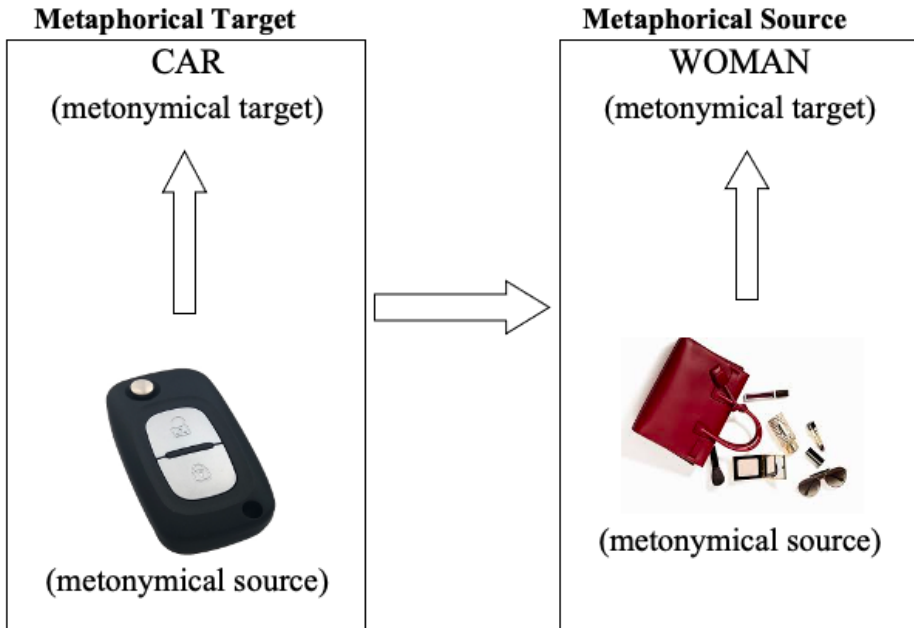 Metaphorical Target
CAR
(metonymical target)
(metonymical source)
Metaphorical Source
WOMAN
(metonymical target)
(metonymical source)